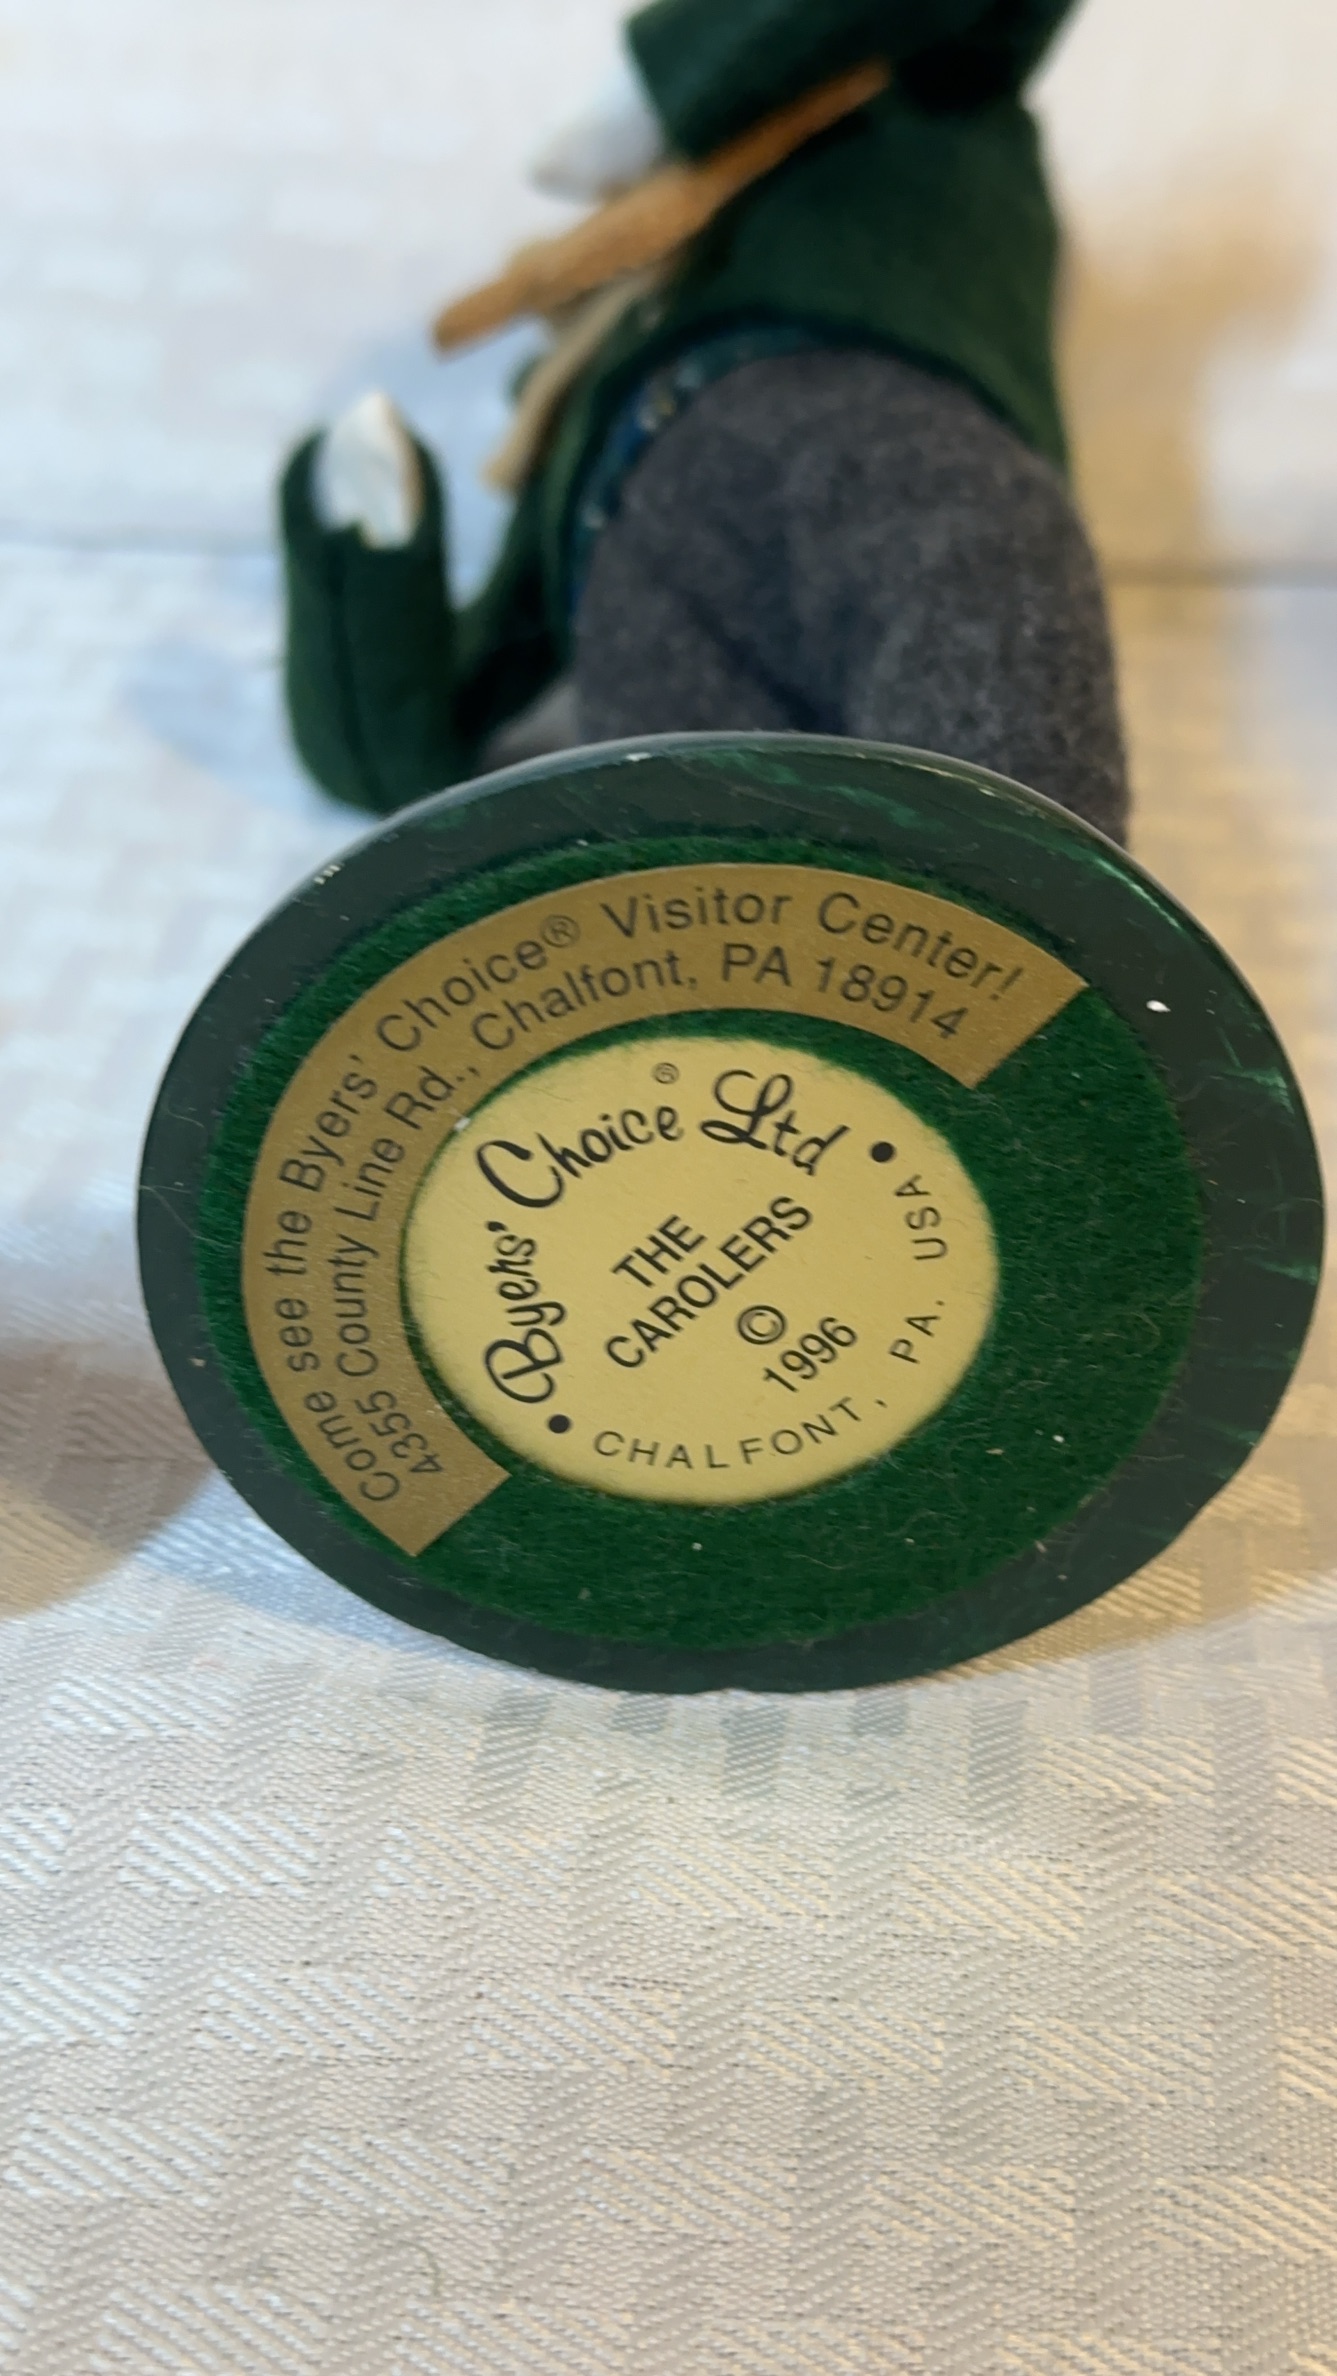 Come see the Byers' Choice® Visitor Center!
4355 County Line Rd., Chalfont, PA 18914
Byers' Choice® Ltd
THE
CAROLERS
©
1996
• CHALFONT, PA. USA •